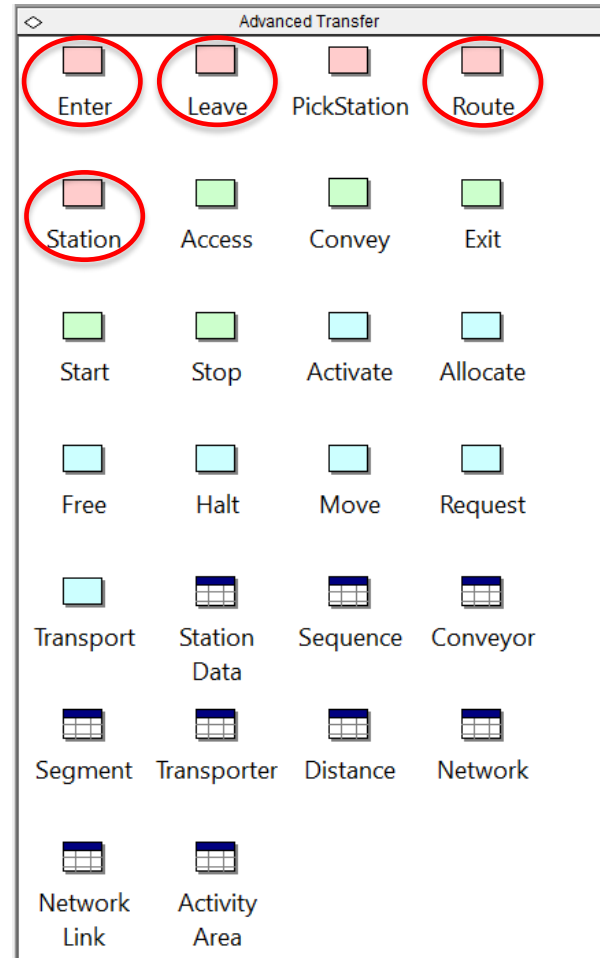 Advanced Transfer
Enter Leave PickStation Route
Station Access Convey Exit
Start Stop Activate Allocate
Free Halt Move Request
Transport Station Sequence Conveyor
Data
Segment Transporter Distance Network
Network Activity
Link Area